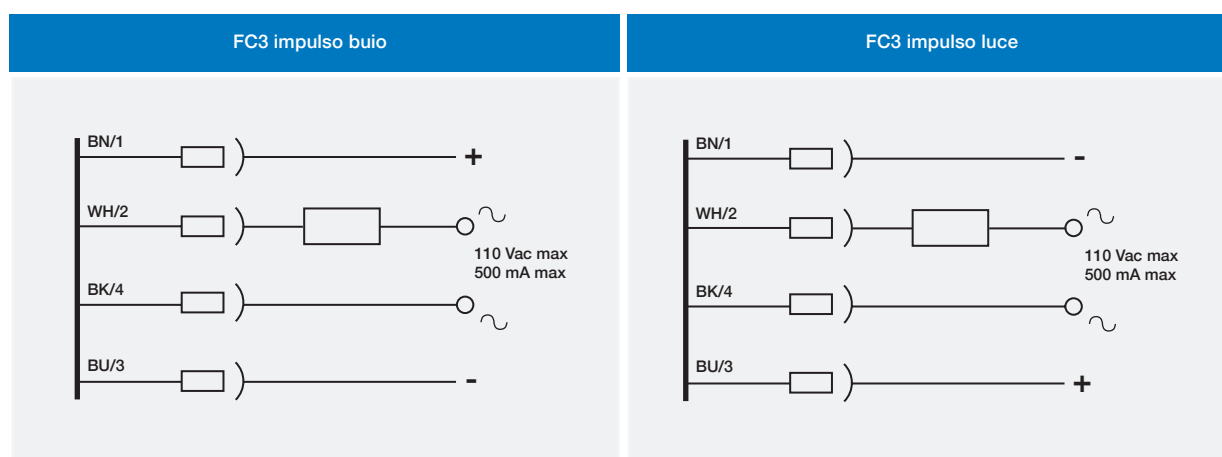 FC3 impulso buio
BN/1
+
WH/2
110 Vac max
500 mA max
BK/4
BU/3
-
FC3 impulso luce
BN/1
-
WH/2
110 Vac max
500 mA max
BK/4
BU/3
+